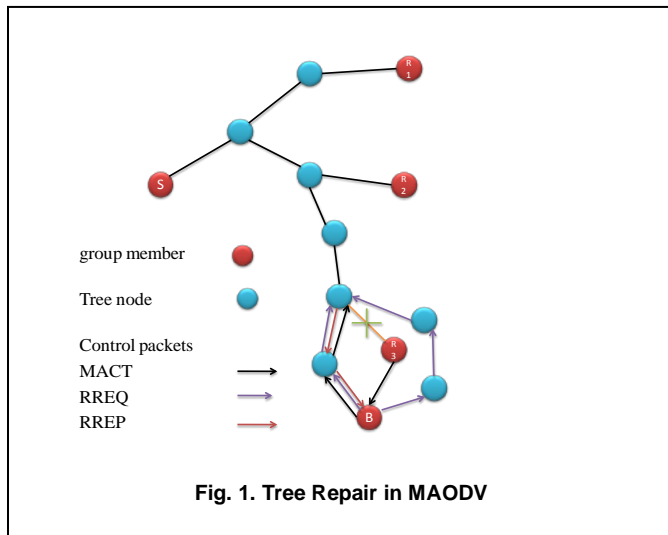 R
1
S
R
2
group member
Tree node
Control packets
MACT
RREQ
RREP
R
3
B
Fig. 1. Tree Repair in MAODV